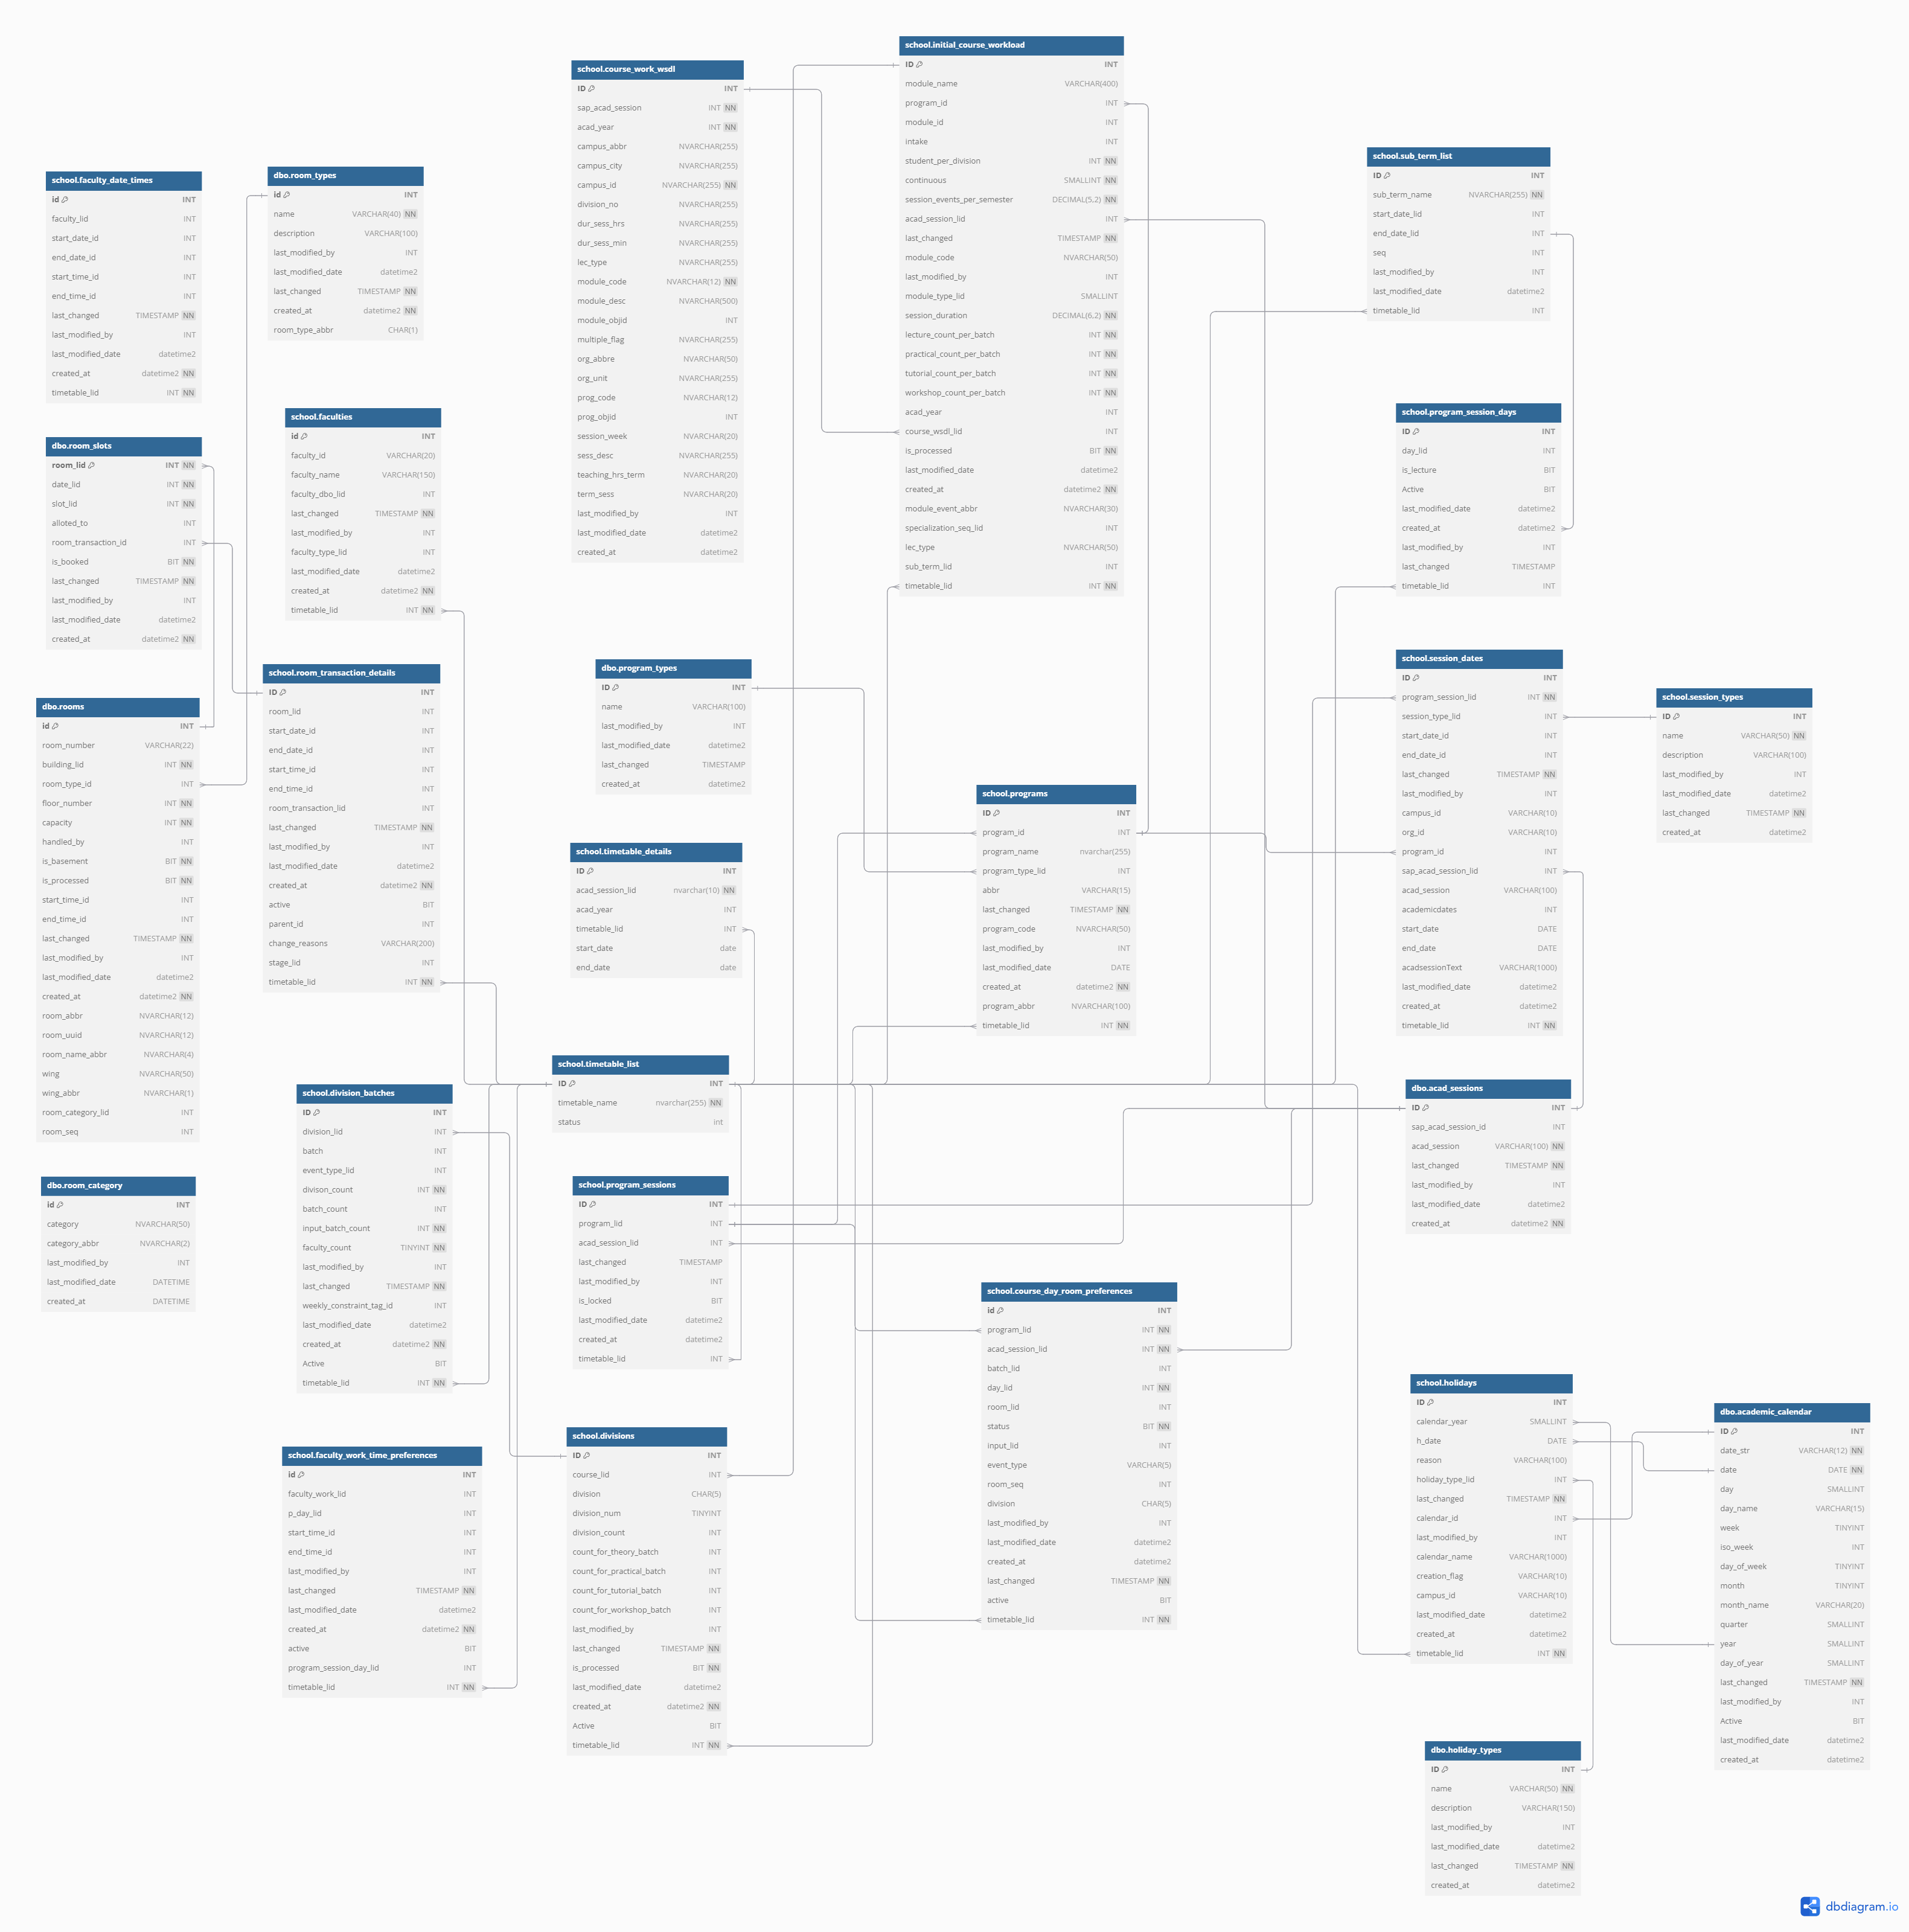 school.initial_course_workload
ID INT
module_name VARCHAR(400)
program_id INT
module_id INT
intake INT
student_per_division INT NN
continuous SMALLINT NN
session_events_per_semester DECIMAL(5,2) NN
acad_session_lid INT
last_changed TIMESTAMP NN
module_code NVARCHAR(50)
last_modified_by INT
module_type_lid SMALLINT
session_duration DECIMAL(6,2) NN
lecture_count_per_batch INT NN
practical_count_per_batch INT NN
tutorial_count_per_batch INT NN
workshop_count_per_batch INT NN
acad_year INT
course_wsdl_lid INT
is_processed BIT NN
last_modified_date datetime2
created_at datetime2 NN
module_event_abbr NVARCHAR(30)
specialization_seq_lid INT
lec_type NVARCHAR(50)
sub_term_lid INT
timetable_lid INT NN
school.course_work_wsdl
ID INT
sap_acad_session INT NN
acad_year INT NN
campus_abbr NVARCHAR(255)
campus_city NVARCHAR(255)
campus_id NVARCHAR(255) NN
division_no NVARCHAR(255)
dur_sess_hrs VARCHAR(255)
dur_sess_min NVARCHAR(255)
lec_type NVARCHAR(255)
module_code NVARCHAR(12) NN
module_desc NVARCHAR(500)
module_objid INT
multiple_flag NVARCHAR(255)
org_abbre NVARCHAR(50)
org_unit NVARCHAR(255)
prog_code NVARCHAR(12)
prog_objid INT
session_week NVARCHAR(20)
sess_desc NVARCHAR(255)
teaching_hrs_term NVARCHAR(20)
term_sess NVARCHAR(20)
last_modified_by INT
last_modified_date datetime2
created_at datetime2
school.sub_term_list
ID INT
sub_term_name NVARCHAR(255) NN
start_date_lid INT
end_date_lid INT
seq INT
last_modified_by INT
last_modified_date datetime2
timetable_lid INT
dbo.room_types
id INT
name VARCHAR(40) NN
description VARCHAR(100)
last_modified_by INT
last_modified_date datetime2
last_changed TIMESTAMP NN
created_at datetime2 NN
room_type_abbr CHAR(1)
school.faculty_date_times
id INT
faculty_lid INT
start_date_id INT
end_date_id INT
start_time_id INT
end_time_id INT
last_changed TIMESTAMP NN
last_modified_by INT
last_modified_date datetime2
created_at datetime2 NN
timetable_lid INT NN
school.program_session_days
ID INT
day_lid INT
is_lecture BIT
Active BIT
last_modified_date datetime2
created_at datetime2
last_modified_by INT
last_changed TIMESTAMP
timetable_lid INT
school.faculties
id INT
faculty_id VARCHAR(20)
faculty_name VARCHAR(150)
faculty_dbo_lid INT
last_changed TIMESTAMP NN
last_modified_by INT
faculty_type_lid INT
last_modified_date datetime2
created_at datetime2 NN
timetable_lid INT NN
dbo.room_slots
room_lid INT NN
date_lid INT NN
slot_lid INT NN
alloted_to INT
room_transaction_id INT
is_booked BIT NN
last_changed TIMESTAMP NN
last_modified_by INT
last_modified_date datetime2
created_at datetime2 NN
school.session_dates
ID INT
program_session_lid INT NN
session_type_lid INT
start_date_id INT
end_date_id INT
last_changed TIMESTAMP NN
last_modified_by INT
campus_id VARCHAR(10)
org_id VARCHAR(10)
program_id INT
sap_acad_session_lid INT
acad_session VARCHAR(100)
academicdates INT
start_date DATE
end_date DATE
acadsessionText VARCHAR(1000)
last_modified_date datetime2
created_at datetime2
timetable_lid INT NN
dbo.program_types
ID INT
name VARCHAR(100)
last_modified_by INT
last_modified_date datetime2
last_changed TIMESTAMP
created_at datetime2
school.room_transaction_details
ID INT
room_lid INT
start_date_id INT
end_date_id INT
start_time_id INT
end_time_id INT
room_transaction_lid INT
last_changed TIMESTAMP NN
last_modified_by INT
last_modified_date datetime2
created_at datetime2 NN
active BIT
parent_id INT
change_reasons VARCHAR(200)
stage_lid INT
timetable_lid INT NN
school.session_types
ID INT
name VARCHAR(50) NN
description VARCHAR(100)
last_modified_by INT
last_modified_date datetime2
last_changed TIMESTAMP NN
created_at datetime2
dbo.rooms
id INT
room_number VARCHAR(22)
building_lid INT NN
room_type_id INT
floor_number INT NN
capacity INT NN
handled_by INT
is_basement BIT NN
is_processed BIT NN
start_time_id INT
end_time_id INT
last_changed TIMESTAMP NN
last_modified_by INT
last_modified_date datetime2
created_at datetime2 NN
room_abbr NVARCHAR(12)
room_uuid NVARCHAR(12)
room_name_abbr NVARCHAR(4)
wing NVARCHAR(50)
wing_abbr NVARCHAR(1)
room_category_lid INT
room_seq INT
school.programs
ID INT
program_id INT
program_name nvarchar(255)
program_type_lid INT
abbr VARCHAR(15)
last_changed TIMESTAMP NN
program_code NVARCHAR(50)
last_modified_by INT
last_modified_date DATE
created_at datetime2 NN
program_abbr NVARCHAR(100)
timetable_lid INT NN
school.timetable_details
ID INT
acad_session_lid nvarchar(10) NN
acad_year INT
timetable_lid INT
start_date date
end_date date
school.timetable_list
ID INT
timetable_name nvarchar(255) NN
status int
dbo.acad_sessions
ID INT
sap_acad_session_id INT
acad_session VARCHAR(100) NN
last_changed TIMESTAMP NN
last_modified_by INT
last_modified_date datetime2
created_at datetime2 NN
school.division_batches
ID INT
division_lid INT
batch INT
event_type_lid INT
divison_count INT NN
batch_count INT
input_batch_count INT NN
faculty_count TINYINT NN
last_modified_by INT
last_changed TIMESTAMP NN
weekly_constraint_tag_id INT
last_modified_date datetime2
created_at datetime2 NN
Active BIT
timetable_lid INT NN
dbo.room_category
id INT
category NVARCHAR(50)
category_abbr NVARCHAR(2)
last_modified_by INT
last_modified_date DATETIME
created_at DATETIME
school.program_sessions
ID INT
program_lid INT
acad_session_lid INT
last_changed TIMESTAMP
last_modified_by INT
is_locked BIT
last_modified_date datetime2
created_at datetime2
timetable_lid INT
school.course_day_room_preferences
id INT
program_lid INT NN
acad_session_lid INT NN
batch_lid INT
day_lid INT NN
room_lid INT
status BIT NN
input_lid INT
event_type VARCHAR(5)
room_seq INT
division CHAR(5)
last_modified_by INT
last_modified_date datetime2
created_at datetime2
last_changed TIMESTAMP NN
active BIT
timetable_lid INT NN
school.holidays
ID INT
calendar_year SMALLINT
h_date DATE
reason VARCHAR(100)
holiday_type_lid INT
last_changed TIMESTAMP NN
calendar_id INT
last_modified_by INT
calendar_name VARCHAR(1000)
creation_flag VARCHAR(10)
campus_id VARCHAR(10)
last_modified_date datetime2
created_at datetime2
timetable_lid INT NN
dbo.academic_calendar
ID INT
date_str VARCHAR(12) NN
date DATE NN
day SMALLINT
day_name VARCHAR(15)
week TINYINT
iso_week INT
day_of_week TINYINT
month TINYINT
month_name VARCHAR(20)
quarter SMALLINT
year SMALLINT
day_of_year SMALLINT
last_changed TIMESTAMP NN
last_modified_by INT
Active BIT
last_modified_date datetime2
created_at datetime2
school.divisions
ID INT
course_lid INT
division CHAR(5)
division_num TINYINT
division_count INT
count_for_theory_batch INT
count_for_practical_batch INT
count_for_tutorial_batch INT
count_for_workshop_batch INT
last_modified_by INT
last_changed TIMESTAMP NN
is_processed BIT NN
last_modified_date datetime2
created_at datetime2 NN
Active BIT
timetable_lid INT NN
school.faculty_work_time_preferences
id INT
faculty_work_lid INT
p_day_lid INT
start_time_id INT
end_time_id INT
last_modified_by INT
last_changed TIMESTAMP NN
last_modified_date datetime2
created_at datetime2 NN
active BIT
program_session_day_lid INT
timetable_lid INT NN
dbo.holiday_types
ID INT
name VARCHAR(50) NN
description VARCHAR(150)
last_modified_by INT
last_modified_date datetime2
last_changed TIMESTAMP NN
created_at datetime2
dbdiagram.io